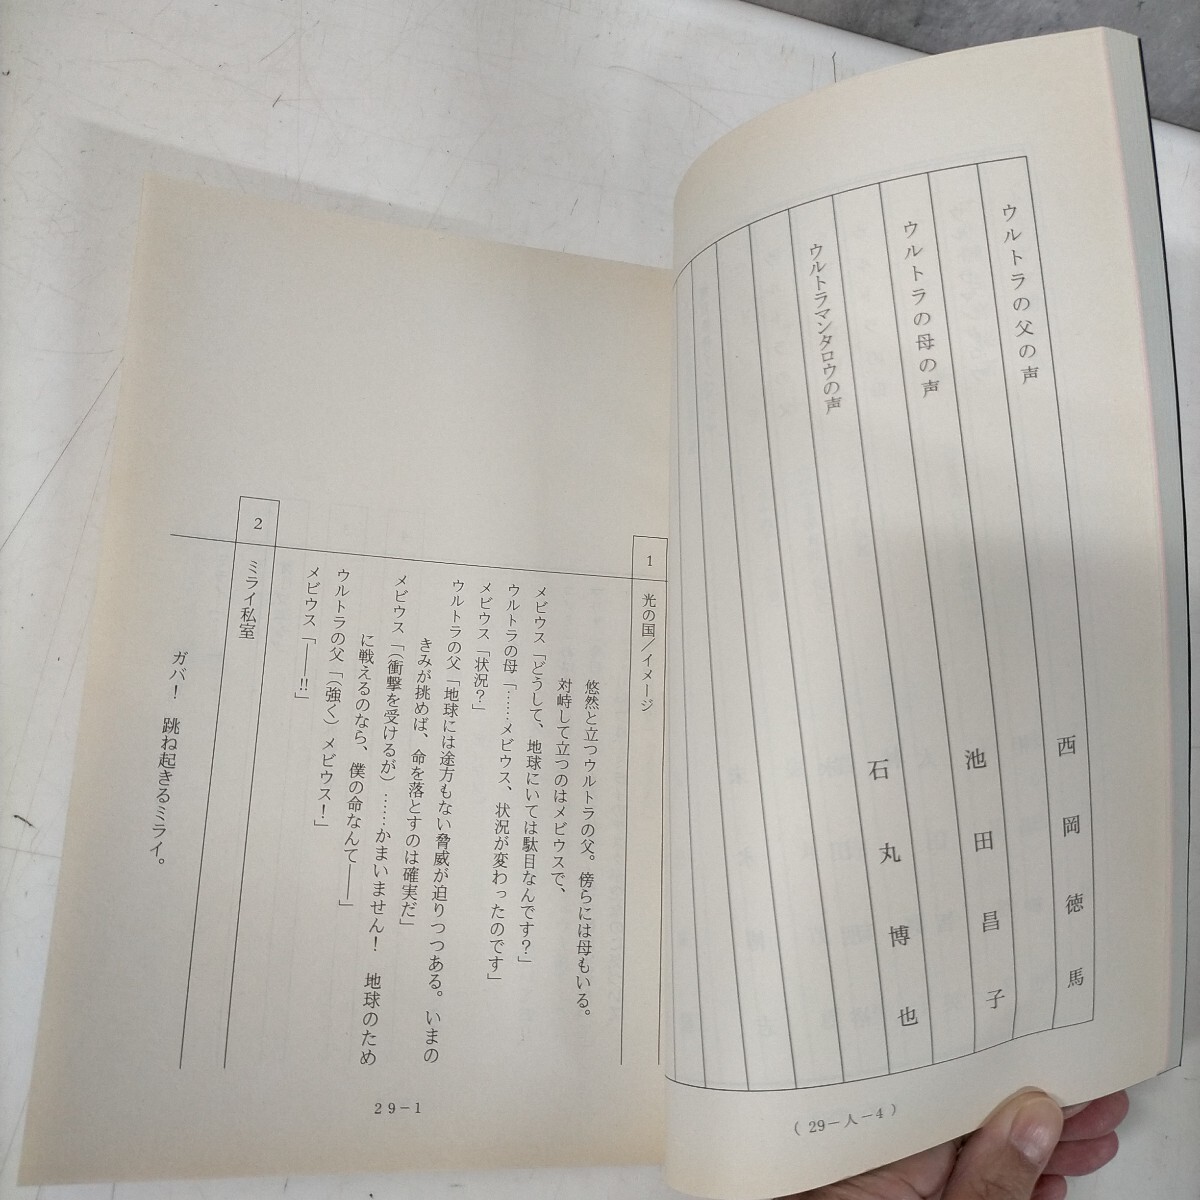 ウルトラの父の声
西岡徳馬
ウルトラの母の声
池田昌子
ウルトラマンタロウの声
石丸博也
（29－人－4）
1
光の国／イメージ
悠然と立つウルトラの父。傍らには母もいる。
対峙して立つのはメビウスで、
メビウス「どうして、地球にいては駄目なんです？」
ウルトラの母「……メビウス、状況が変わったのです」
メビウス「状況？」
ウルトラの父「地球には途方もない脅威が迫りつつある。いまの
きみが挑めば、命を落とすのは確実だ」
メビウス「（衝撃を受けるが）……かまいません！　地球のため
に戦えるのなら、僕の命なんて──」
ウルトラの父「（強く）メビウス！」
メビウス「──!!」
2
ミライ私室
ガバ！　跳ね起きるミライ。
29－1